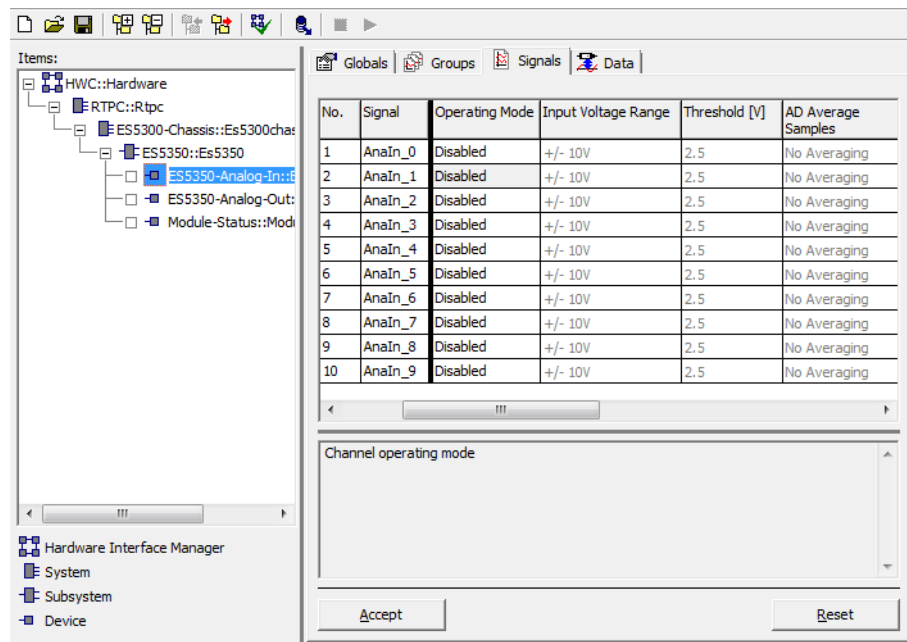 Items:
HWC::Hardware
RTPC::Rtpc
ES5300-Chassis::Es5300chas
ES5350::Es5350
ES5350-Analog-In::E
ES5350-Analog-Out:
Module-Status::Modu
Hardware Interface Manager
System
Subsystem
Device
Globals Groups Signals Data
No. Signal Operating Mode Input Voltage Range Threshold [V] AD Average Samples
1 AnaIn_0 Disabled +/- 10V 2.5 No Averaging
2 AnaIn_1 Disabled +/- 10V 2.5 No Averaging
3 AnaIn_2 Disabled +/- 10V 2.5 No Averaging
4 AnaIn_3 Disabled +/- 10V 2.5 No Averaging
5 AnaIn_4 Disabled +/- 10V 2.5 No Averaging
6 AnaIn_5 Disabled +/- 10V 2.5 No Averaging
7 AnaIn_6 Disabled +/- 10V 2.5 No Averaging
8 AnaIn_7 Disabled +/- 10V 2.5 No Averaging
9 AnaIn_8 Disabled +/- 10V 2.5 No Averaging
10 AnaIn_9 Disabled +/- 10V 2.5 No Averaging
Channel operating mode
Accept Reset